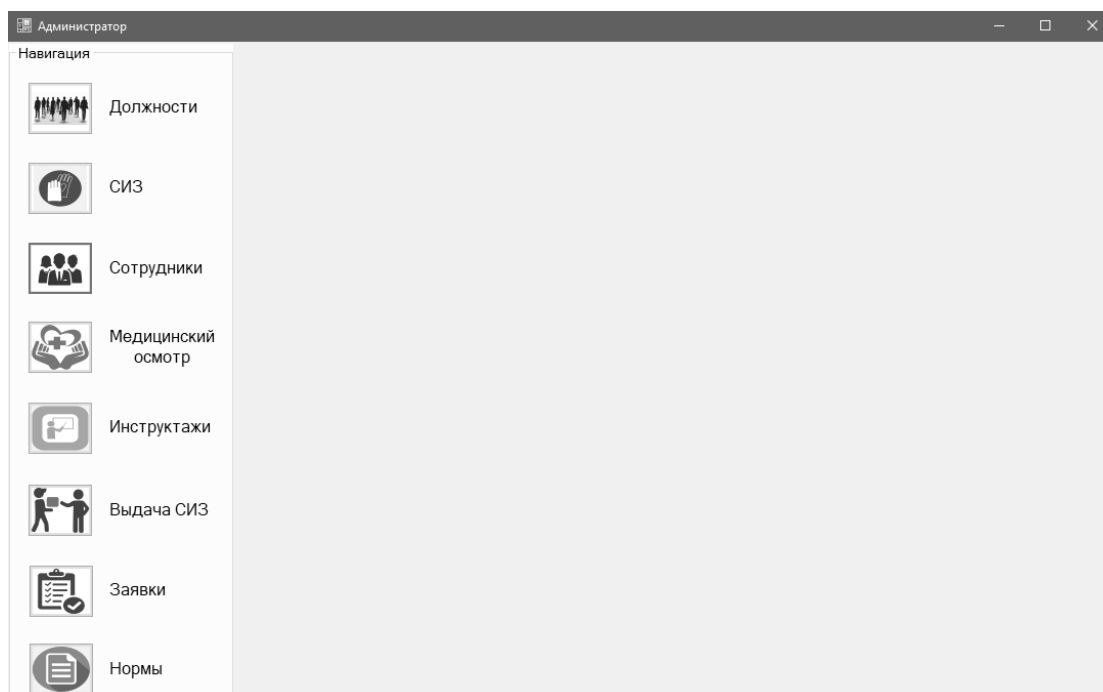 Администратор
Навигация
Должности
СИЗ
Сотрудники
Медицинский
осмотр
Инструктажи
Выдача СИЗ
Заявки
Нормы